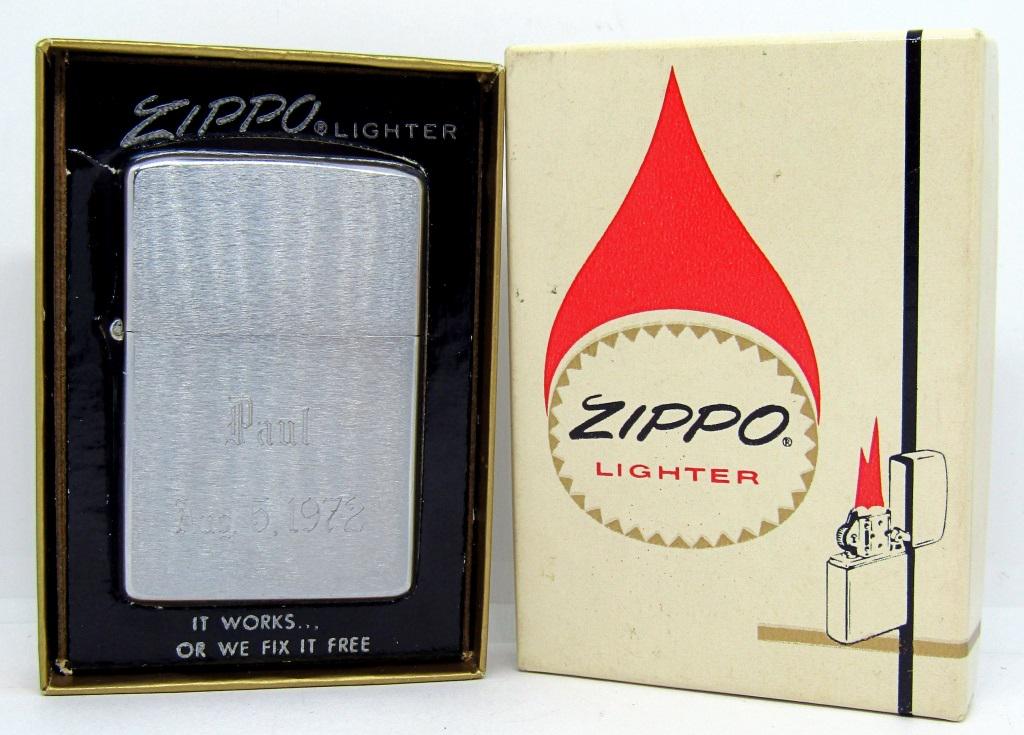 ZIPPO® LIGHTER
Paul
Aug 5, 1972
IT WORKS...
OR WE FIX IT FREE
ZIPPO®
LIGHTER